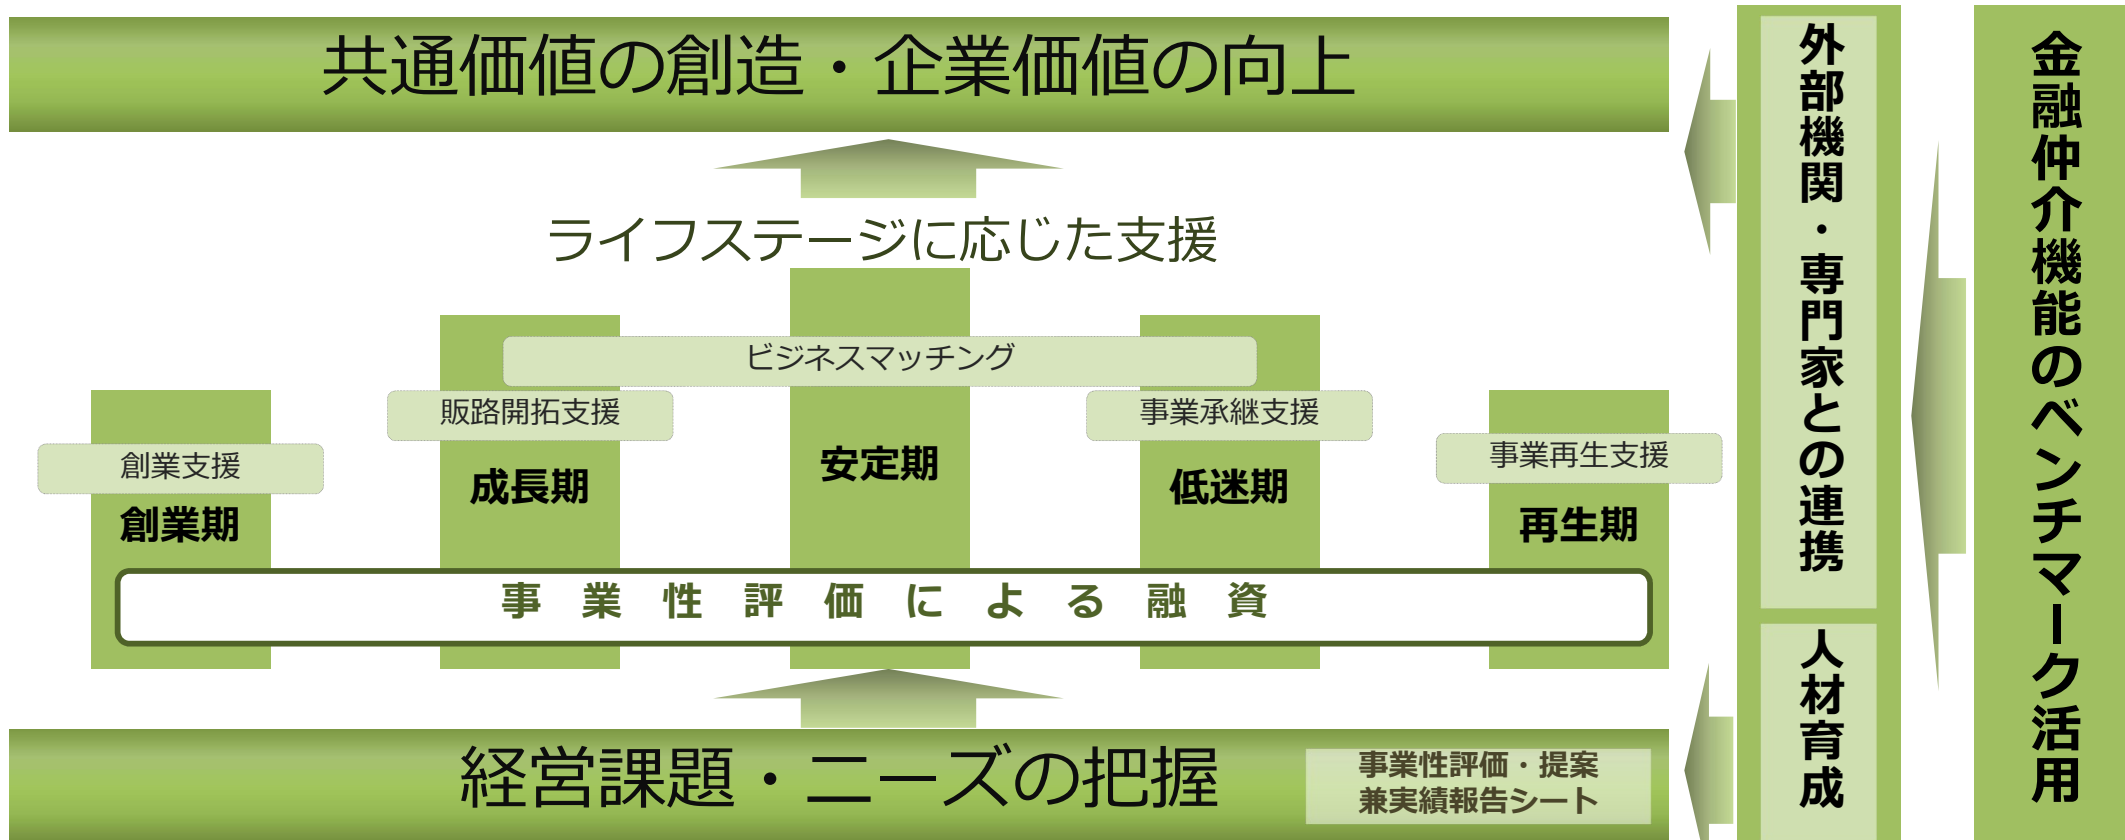 共通価値の創造・企業価値の向上
ライフステージに応じた支援
ビジネスマッチング
販路開拓支援
事業承継支援
創業支援
事業再生支援
創業期
成長期
安定期
低迷期
再生期
事業性評価による融資
経営課題・ニーズの把握
事業性評価・提案
兼実績報告シート
外部機関・専門家との連携
人材育成
金融仲介機能のベンチマーク活用